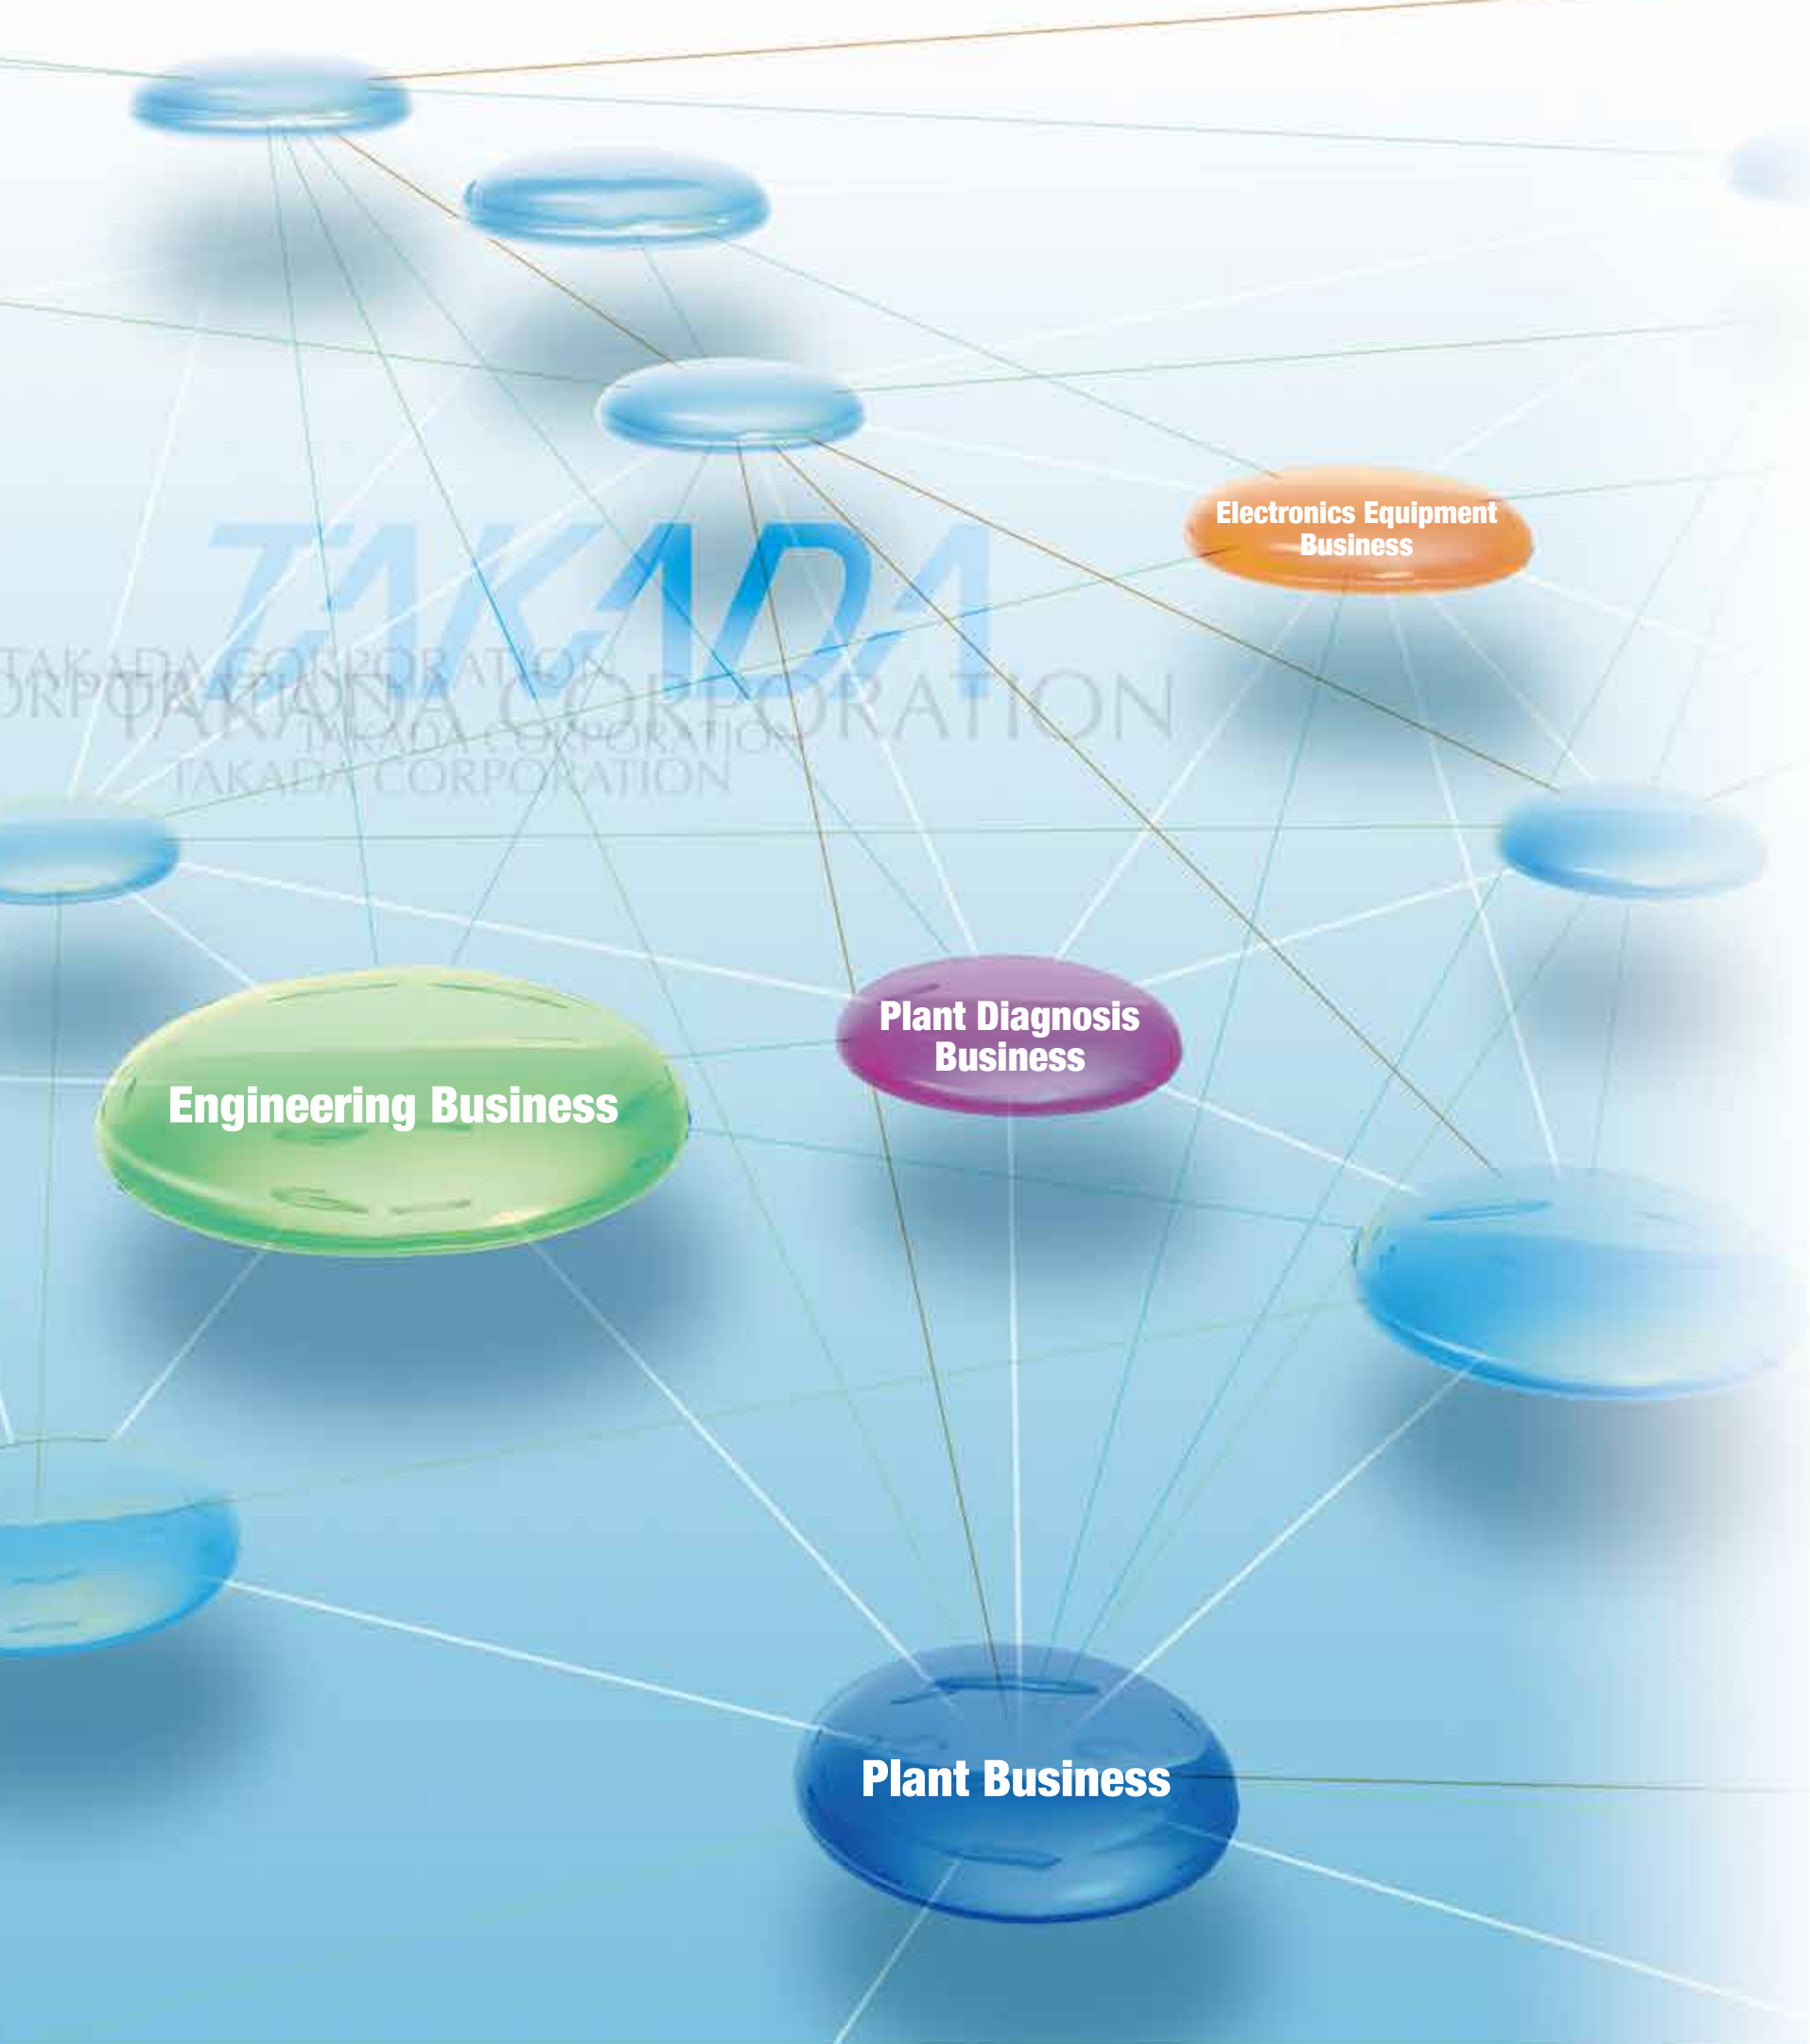 Electronics Equipment
Business
TAKADA
TAKADA CORPORATION
ORPORATION
TAKADA CORPORATION
TAKADA CORPORATION
TAKADA CORPORATION
Plant Diagnosis
Business
Engineering Business
Plant Business